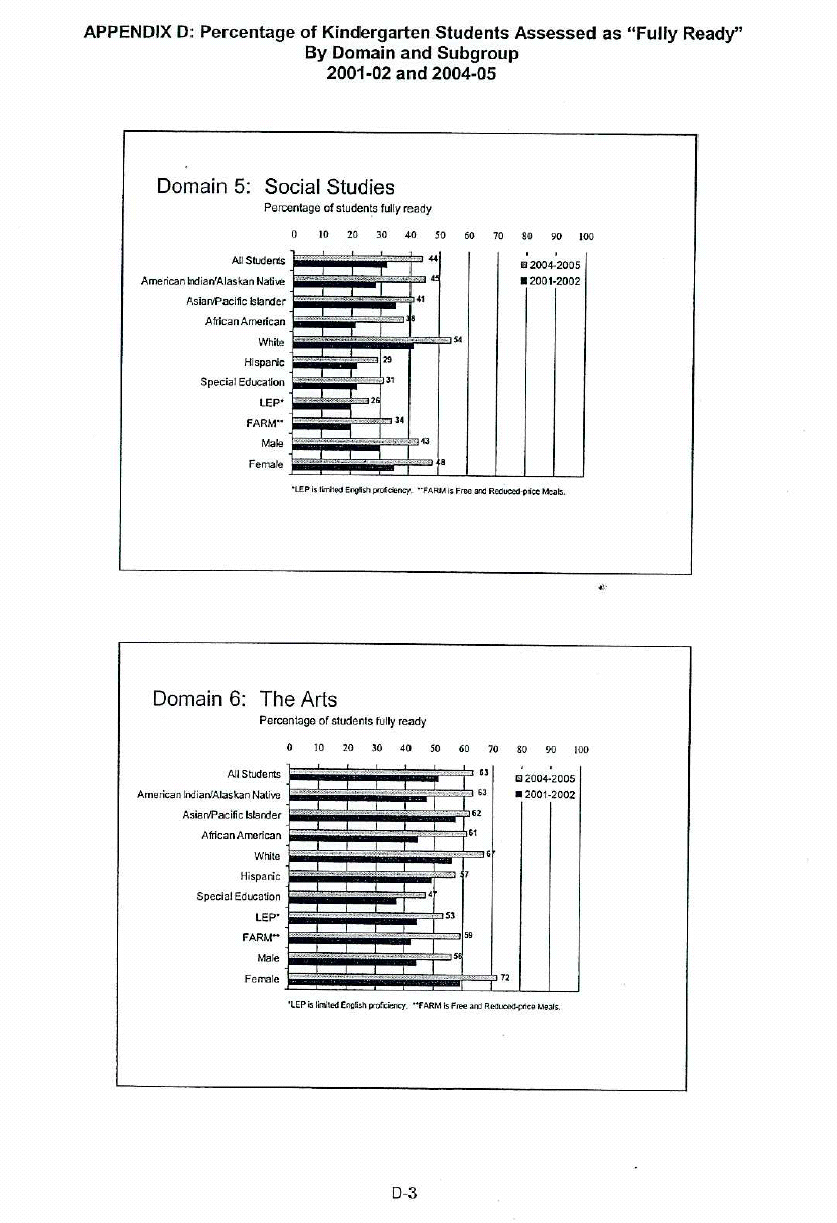 APPENDIX D: Percentage of Kindergarten Students Assessed as "Fully Ready"
By Domain and Subgroup
2001-02 and 2004-05
Domain 5: Social Studies
Percentage of students fully ready
0 10 20 30 40 50 60 70 80 90 100
2004-2005
2001-2002
All Students 44
American Indian/Alaskan Native 45
Asian/Pacific Islander 41
African American 38
White 54
Hispanic 29
Special Education 31
LEP* 26
FARM** 34
Male 43
Female 48
*LEP is limited English proficiency. **FARM is Free and Reduced-price Meals.
Domain 6: The Arts
Percentage of students fully ready
0 10 20 30 40 50 60 70 80 90 100
2004-2005
2001-2002
All Students 63
American Indian/Alaskan Native 63
Asian/Pacific Islander 62
African American 61
White 67
Hispanic 57
Special Education 47
LEP* 53
FARM** 59
Male 56
Female 72
*LEP is limited English proficiency. **FARM is Free and Reduced-price Meals.
D-3